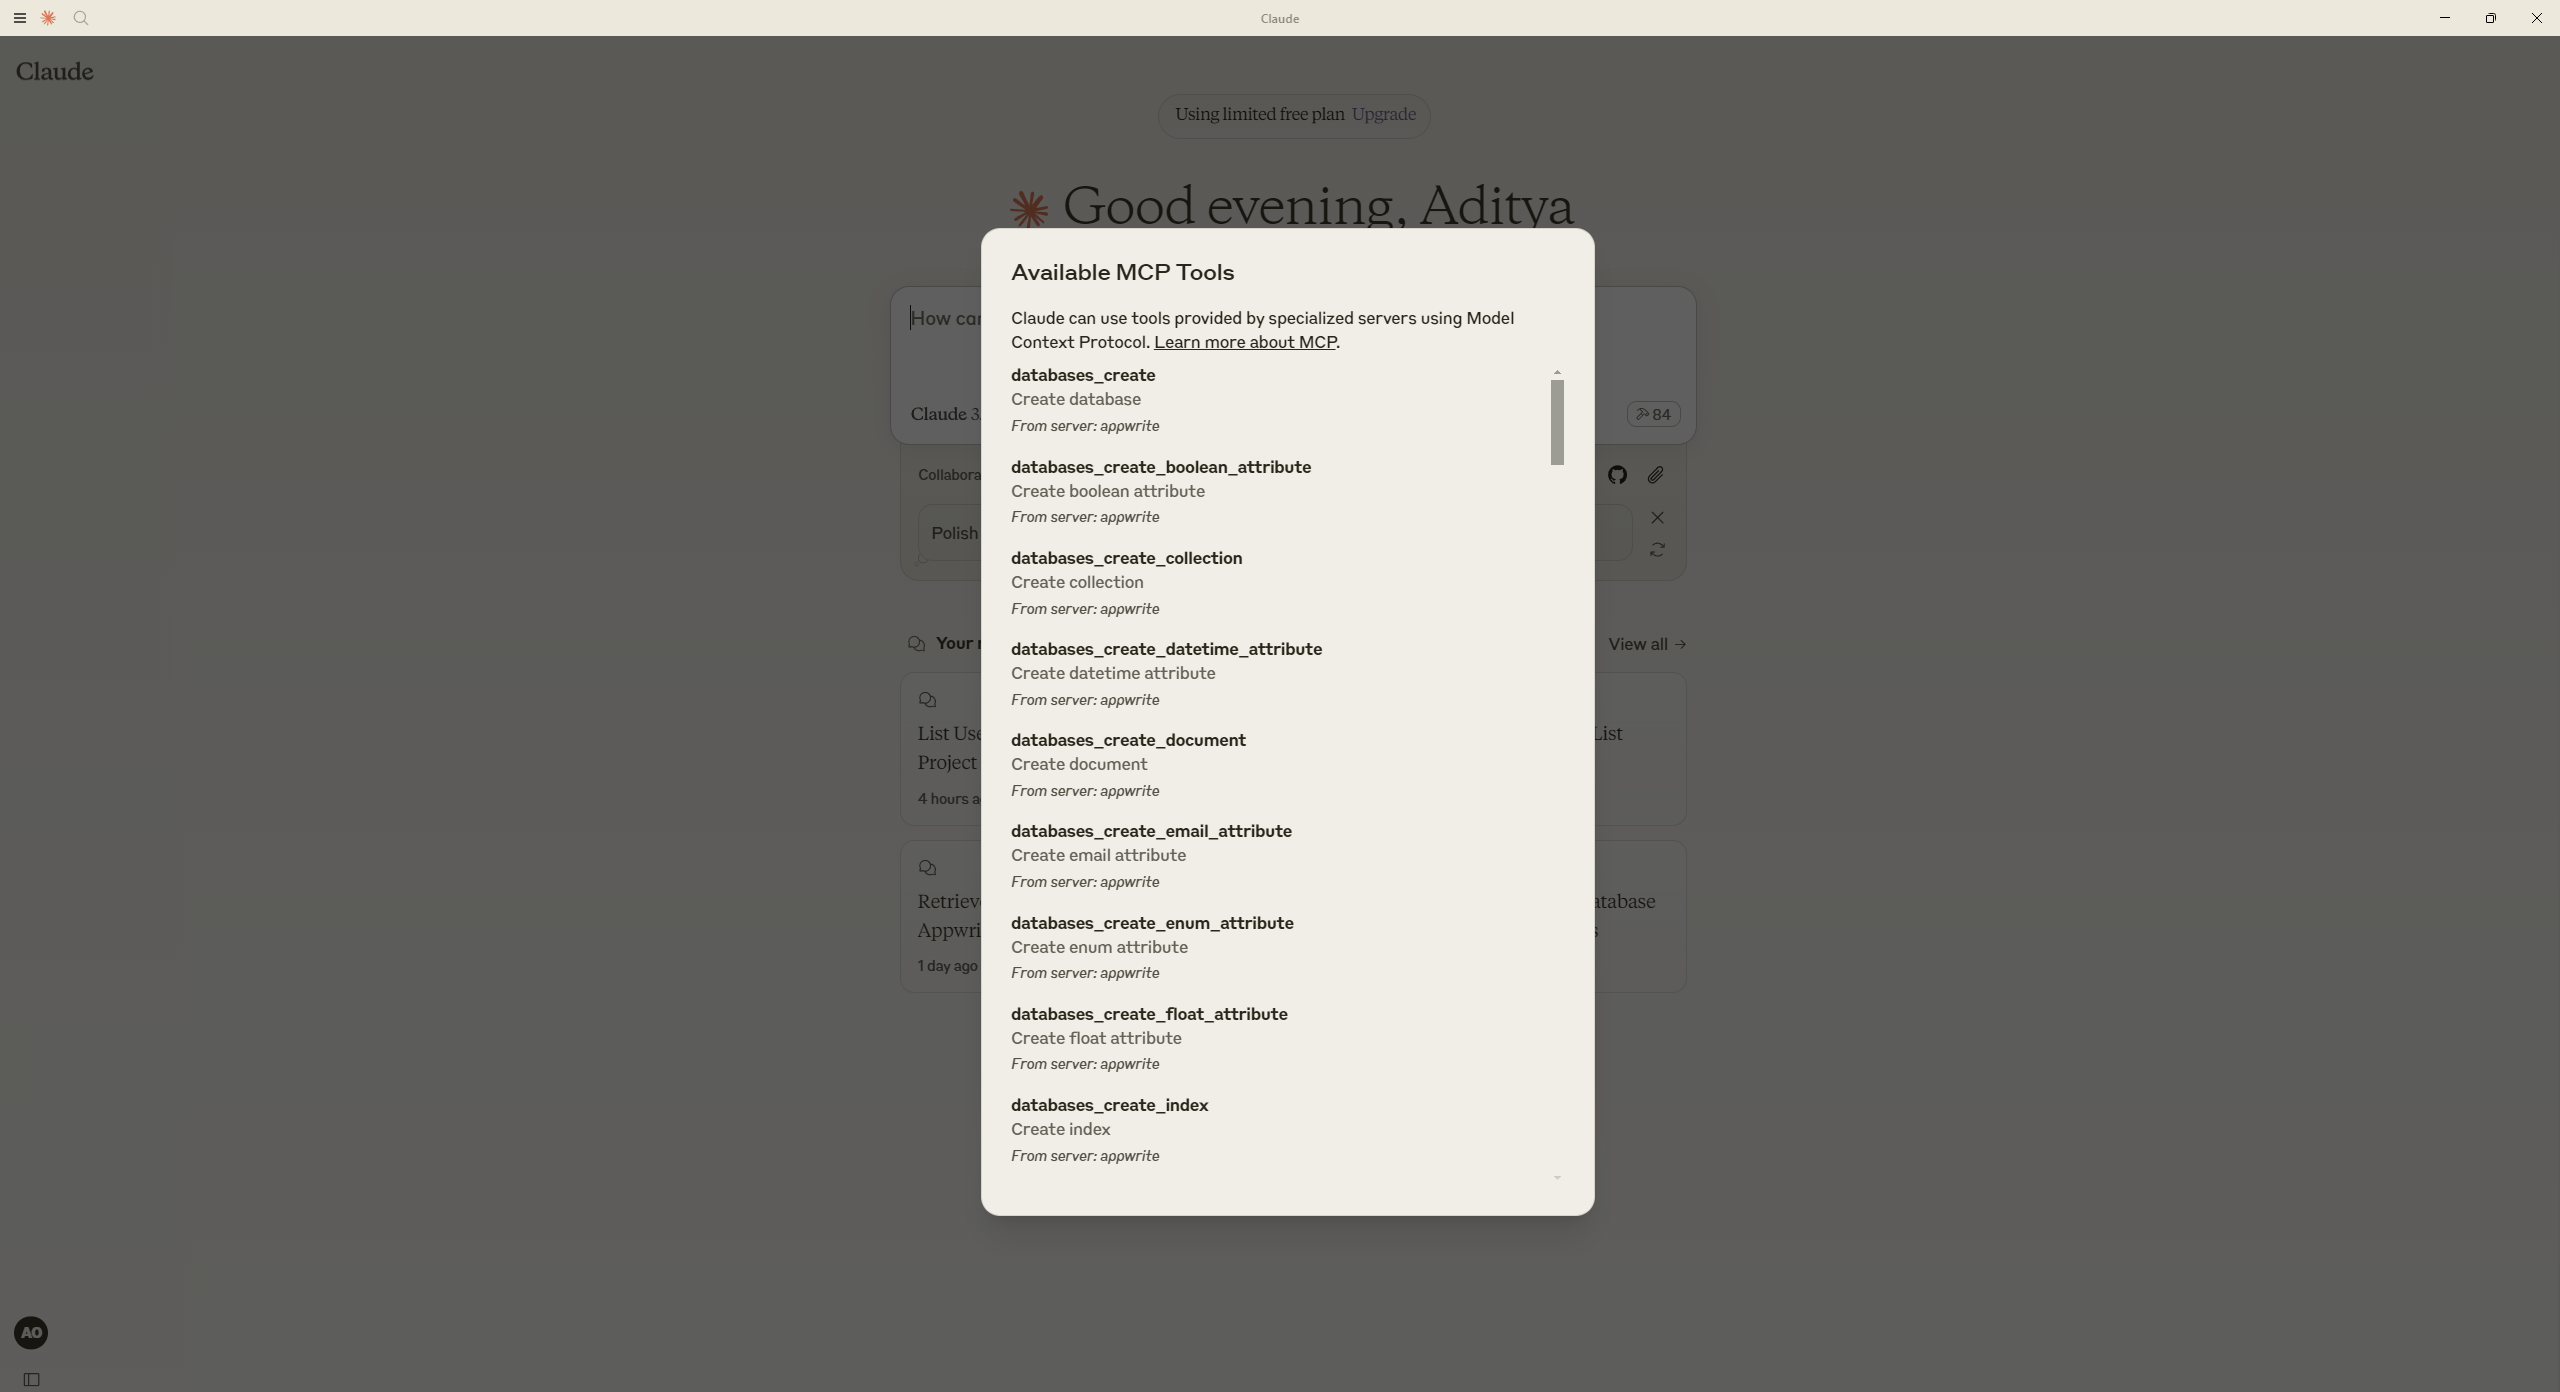 Claude
Claude
Using limited free plan Upgrade
Good evening, Aditya
How can
Claude 3.
84
Collabora
Polish
Your r
View all →
List Use
Project
4 hours a
List
Retriev
Appwri
1 day ago
atabase
s
Available MCP Tools
Claude can use tools provided by specialized servers using Model
Context Protocol. Learn more about MCP.
databases_create
Create database
From server: appwrite
databases_create_boolean_attribute
Create boolean attribute
From server: appwrite
databases_create_collection
Create collection
From server: appwrite
databases_create_datetime_attribute
Create datetime attribute
From server: appwrite
databases_create_document
Create document
From server: appwrite
databases_create_email_attribute
Create email attribute
From server: appwrite
databases_create_enum_attribute
Create enum attribute
From server: appwrite
databases_create_float_attribute
Create float attribute
From server: appwrite
databases_create_index
Create index
From server: appwrite
AO